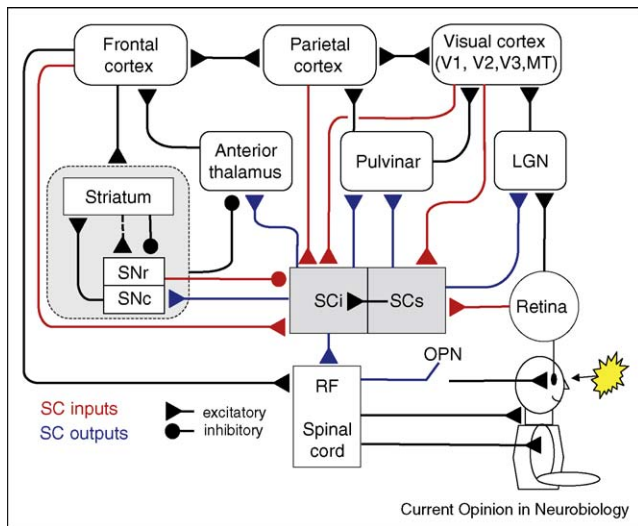 Frontal
cortex
Parietal
cortex
Visual cortex
(V1, V2,V3,MT)
Anterior
thalamus
Pulvinar
LGN
Striatum
SNr
SNc
SCi
SCs
Retina
OPN
RF
Spinal
cord
SC inputs
SC outputs
excitatory
inhibitory
Current Opinion in Neurobiology